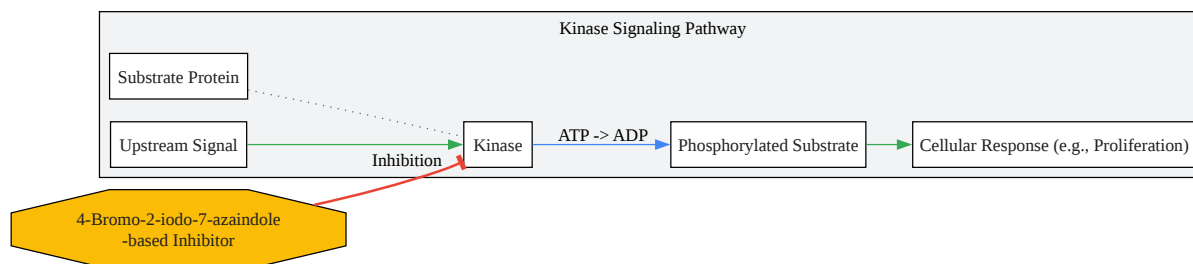 Kinase Signaling Pathway
Substrate Protein
Upstream Signal
Inhibition
Kinase
ATP -> ADP
Phosphorylated Substrate
Cellular Response (e.g., Proliferation)
4-Bromo-2-iodo-7-azaindole
-based Inhibitor